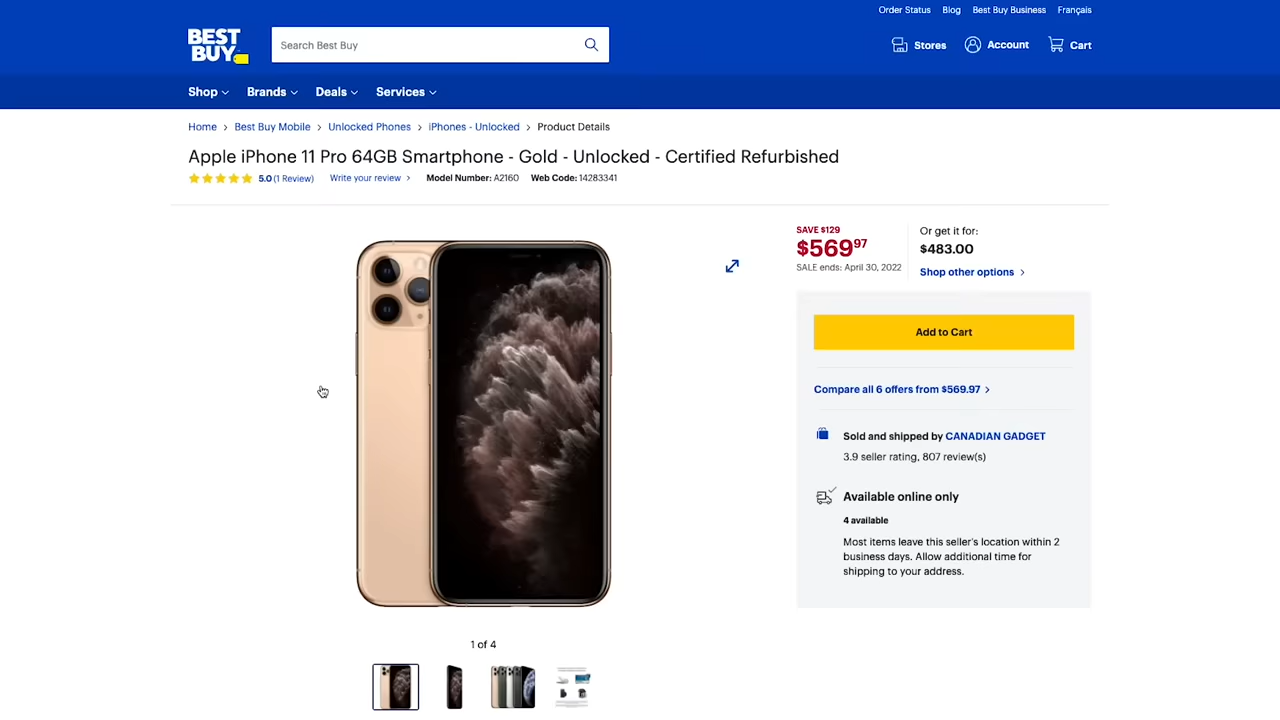 Order Status Blog Best Buy Business Français
BEST BUY
Search Best Buy
Stores Account Cart
Shop Brands Deals Services
Home › Best Buy Mobile › Unlocked Phones › iPhones - Unlocked › Product Details
Apple iPhone 11 Pro 64GB Smartphone - Gold - Unlocked - Certified Refurbished
5.0 (1 Review) Write your review › Model Number: A2160 Web Code: 14283341
SAVE $129
$569.97
SALE ends: April 30, 2022
Or get it for:
$483.00
Shop other options ›
Add to Cart
Compare all 6 offers from $569.97 ›
Sold and shipped by CANADIAN GADGET
3.9 seller rating, 807 review(s)
Available online only
4 available
Most items leave this seller's location within 2
business days. Allow additional time for
shipping to your address.
1 of 4